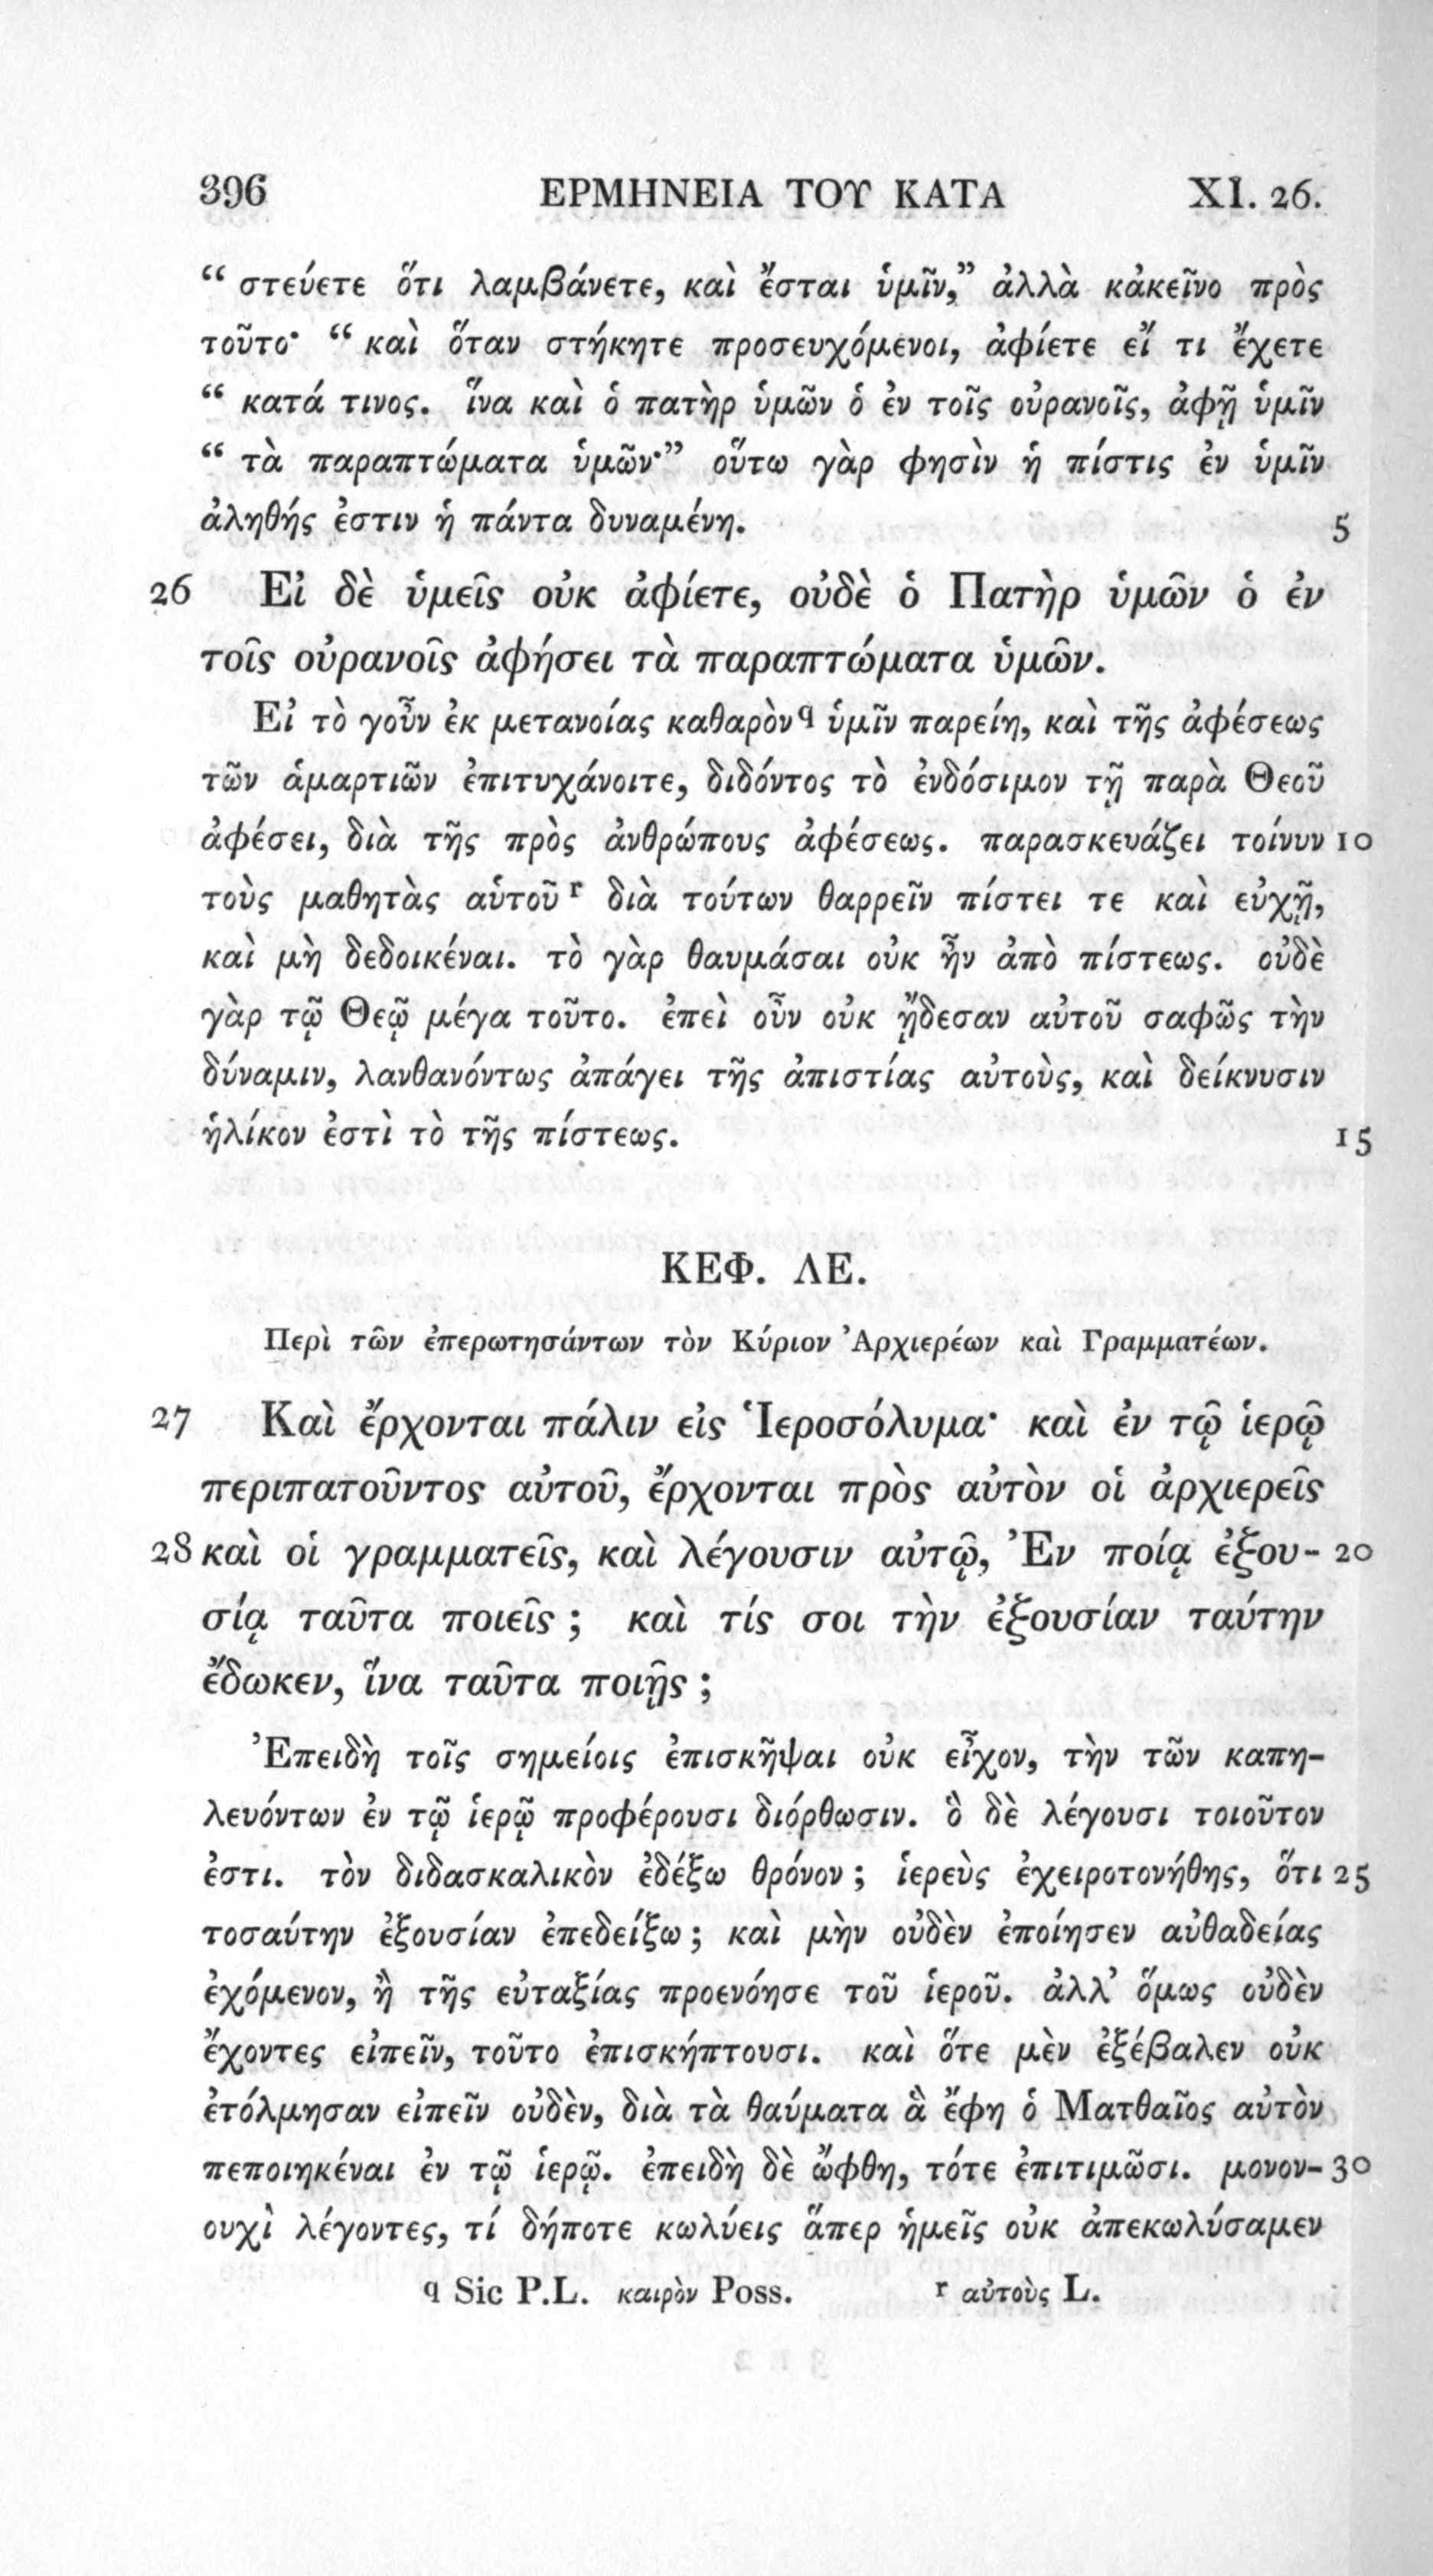 396 ΕΡΜΗΝΕΙΑ ΤΟΥ ΚΑΤΑ XI. 26.
“ στεύετε ὅτι λαμβάνετε, καὶ ἔσται ὑμῖν,” ἀλλὰ κἀκεῖνο πρὸς
τοῦτο· “ καὶ ὅταν στήκητε προσευχόμενοι, ἀφίετε εἴ τι ἔχετε
“ κατά τινος. ἵνα καὶ ὁ πατὴρ ὑμῶν ὁ ἐν τοῖς οὐρανοῖς, ἀφῇ ὑμῖν
“ τὰ παραπτώματα ὑμῶν·” οὕτω γὰρ φησὶν ἡ πίστις ἐν ὑμῖν
ἀληθής ἐστιν ἡ πάντα δυναμένη. 5
26 Εἰ δὲ ὑμεῖς οὐκ ἀφίετε, οὐδὲ ὁ Πατὴρ ὑμῶν ὁ ἐν
τοῖς οὐρανοῖς ἀφήσει τὰ παραπτώματα ὑμῶν.
Εἰ τὸ γοῦν ἐκ μετανοίας καθαρὸν q ὑμῖν παρείη, καὶ τῆς ἀφέσεως
τῶν ἁμαρτιῶν ἐπιτυχάνοιτε, διδόντος τὸ ἐνδόσιμον τῇ παρὰ Θεοῦ
ἀφέσει, διὰ τῆς πρὸς ἀνθρώπους ἀφέσεως. παρασκευάζει τοίνυν 10
τοὺς μαθητὰς αὑτοῦ r διὰ τούτων θαρρεῖν πίστει τε καὶ εὐχῇ,
καὶ μὴ δεδοικέναι. τὸ γὰρ θαυμάσαι οὐκ ἦν ἀπὸ πίστεως. οὐδὲ
γὰρ τῷ Θεῷ μέγα τοῦτο. ἐπεὶ οὖν οὐκ ᾔδεσαν αὐτοῦ σαφῶς τὴν
δύναμιν, λανθανόντως ἀπάγει τῆς ἀπιστίας αὐτοὺς, καὶ δείκνυσιν
ἡλίκον ἐστὶ τὸ τῆς πίστεως. 15
ΚΕΦ. ΛΕ.
Περὶ τῶν ἐπερωτησάντων τὸν Κύριον Ἀρχιερέων καὶ Γραμματέων.
27 Καὶ ἔρχονται πάλιν εἰς Ἱεροσόλυμα· καὶ ἐν τῷ ἱερῷ
περιπατοῦντος αὐτοῦ, ἔρχονται πρὸς αὐτὸν οἱ ἀρχιερεῖς
28 καὶ οἱ γραμματεῖς, καὶ λέγουσιν αὐτῷ, Ἐν ποίᾳ ἐξου- 20
σίᾳ ταῦτα ποιεῖς ; καὶ τίς σοι τὴν ἐξουσίαν ταύτην
ἔδωκεν, ἵνα ταῦτα ποιῇς ;
Ἐπειδὴ τοῖς σημείοις ἐπισκῆψαι οὐκ εἶχον, τὴν τῶν καπη-
λευόντων ἐν τῷ ἱερῷ προφέρουσι διόρθωσιν. ὃ δὲ λέγουσι τοιοῦτον
ἐστι. τὸν διδασκαλικὸν ἐδέξω θρόνον ; ἱερεὺς ἐχειροτονήθης, ὅτι 25
τοσαύτην ἐξουσίαν ἐπεδείξω ; καὶ μὴν οὐδὲν ἐποίησεν αὐθαδείας
ἐχόμενον, ἢ τῆς εὐταξίας προενόησε τοῦ ἱεροῦ. ἀλλ’ ὅμως οὐδὲν
ἔχοντες εἰπεῖν, τοῦτο ἐπισκήπτουσι. καὶ ὅτε μὲν ἐξέβαλεν οὐκ
ἐτόλμησαν εἰπεῖν οὐδὲν, διὰ τὰ θαύματα ἃ ἔφη ὁ Ματθαῖος αὐτὸν
πεποιηκέναι ἐν τῷ ἱερῷ. ἐπειδὴ δὲ ὤφθη, τότε ἐπιτιμῶσι. μονον- 30
ουχὶ λέγοντες, τί δήποτε κωλύεις ἅπερ ἡμεῖς οὐκ ἀπεκωλύσαμεν
q Sic P.L. καιρὸν Poss. r αὐτοὺς L.